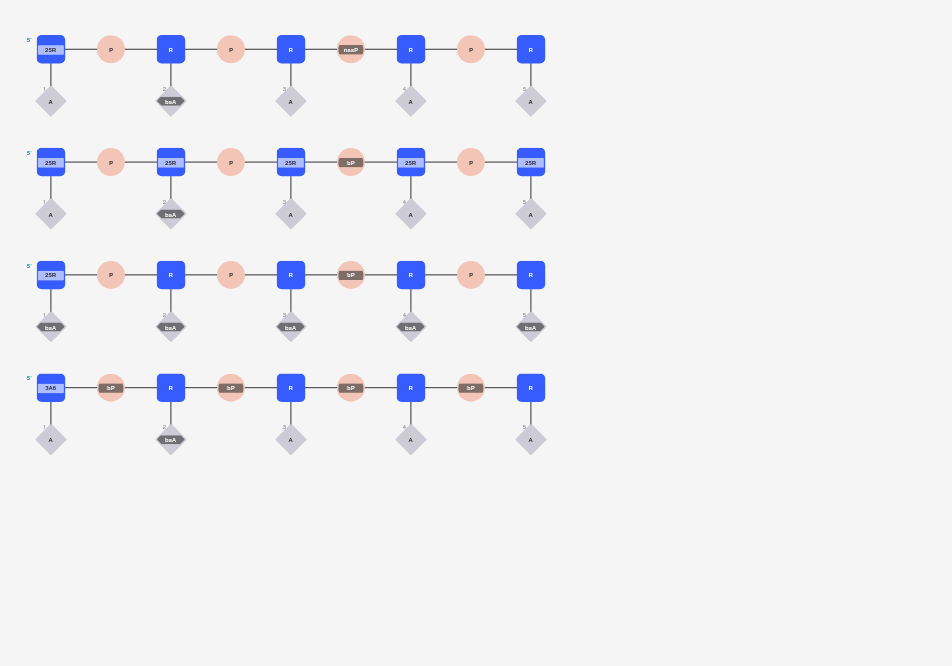 5' 25R P R P R nasP R P R
1 A 2 baA 3 A 4 A 5 A
5' 25R P 25R P 25R bP 25R P 25R
1 A 2 baA 3 A 4 A 5 A
5' 25R P R P R bP R P R
1 baA 2 baA 3 baA 4 baA 5 baA
5' 3A6 bP R bP R bP R bP R
1 A 2 baA 3 A 4 A 5 A